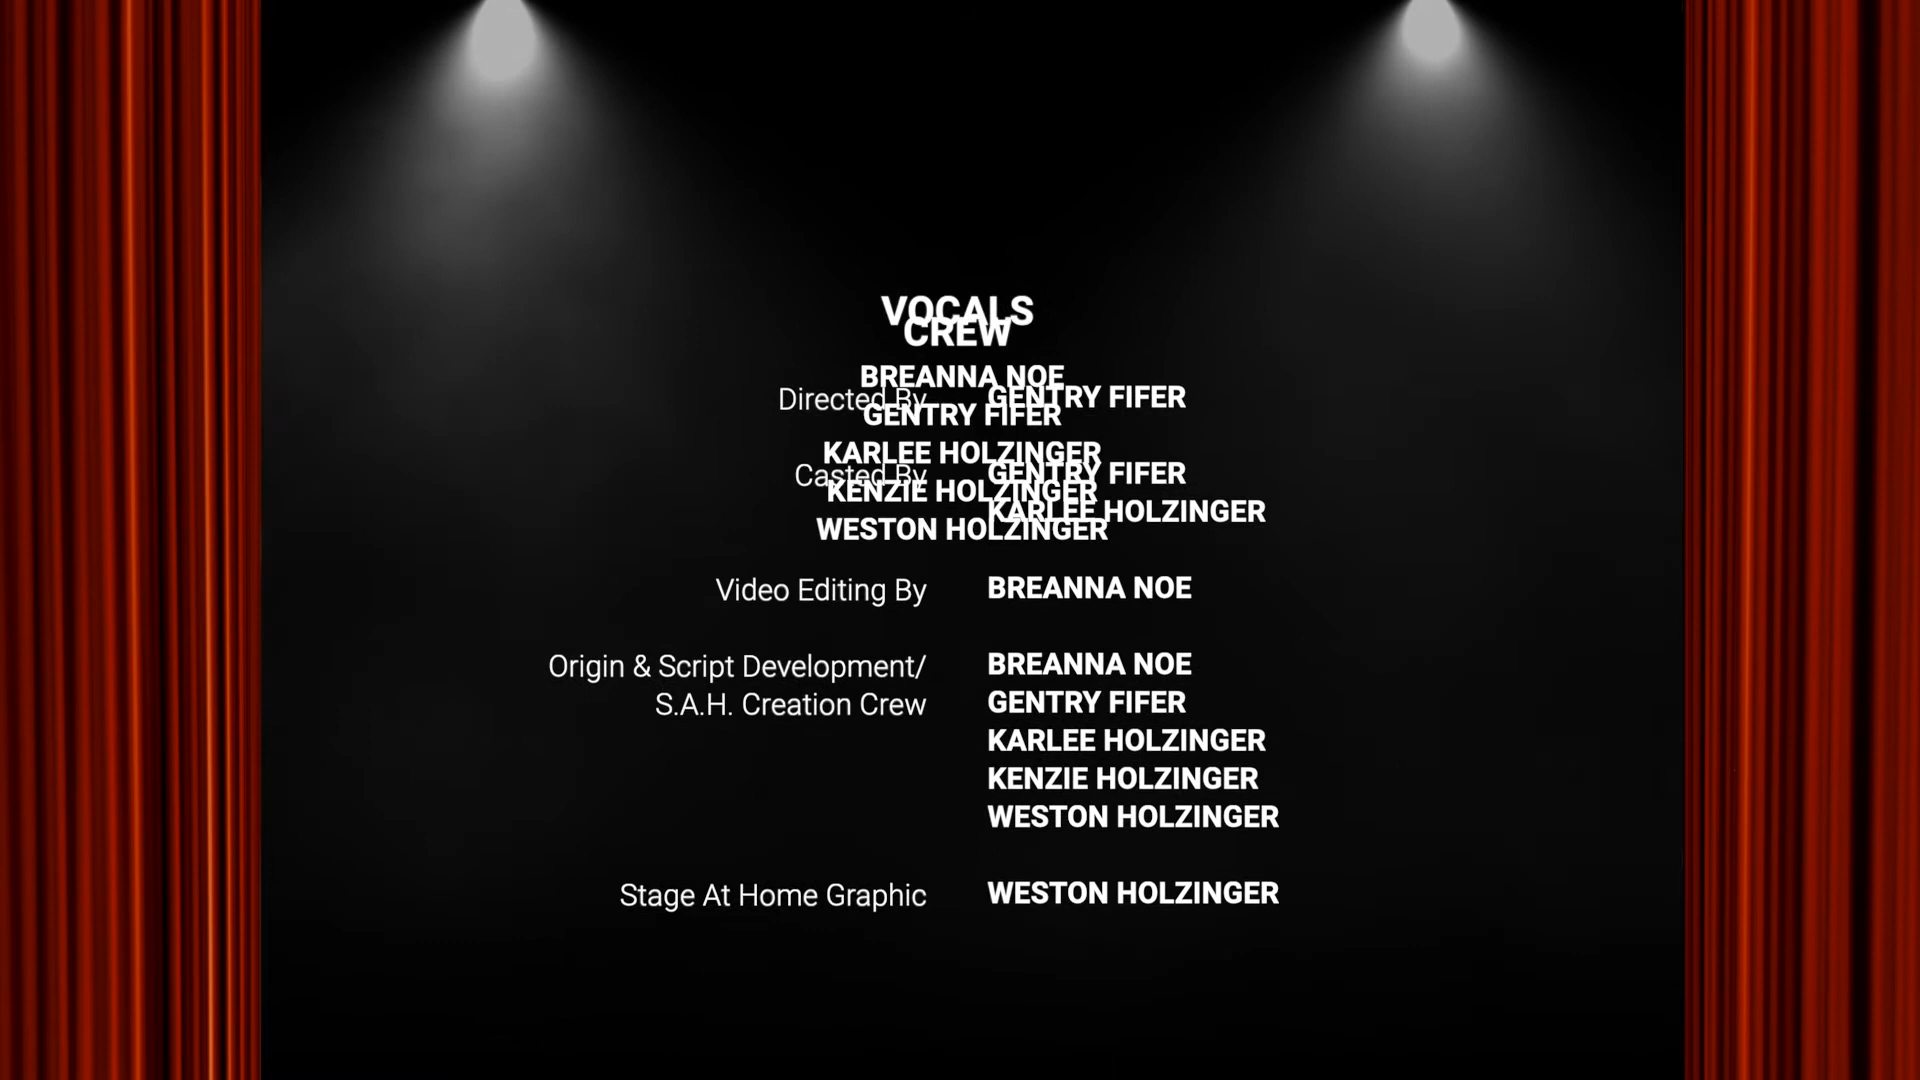 VOCALS
CREW
BREANNA NOE
Directed By GENTRY FIFER
GENTRY FIFER
KARLEE HOLZINGER
Casted By GENTRY FIFER
KENZIE HOLZINGER
KARLEE HOLZINGER
WESTON HOLZINGER
Video Editing By BREANNA NOE
Origin & Script Development/ BREANNA NOE
S.A.H. Creation Crew GENTRY FIFER
KARLEE HOLZINGER
KENZIE HOLZINGER
WESTON HOLZINGER
Stage At Home Graphic WESTON HOLZINGER